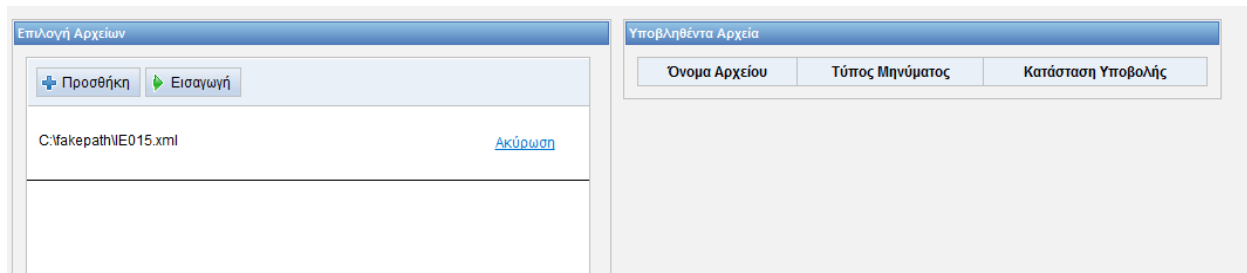 Επιλογή Αρχείων
Προσθήκη Εισαγωγή
C:\fakepath\IE015.xml Ακύρωση
Υποβληθέντα Αρχεία
Όνομα Αρχείου Τύπος Μηνύματος Κατάσταση Υποβολής